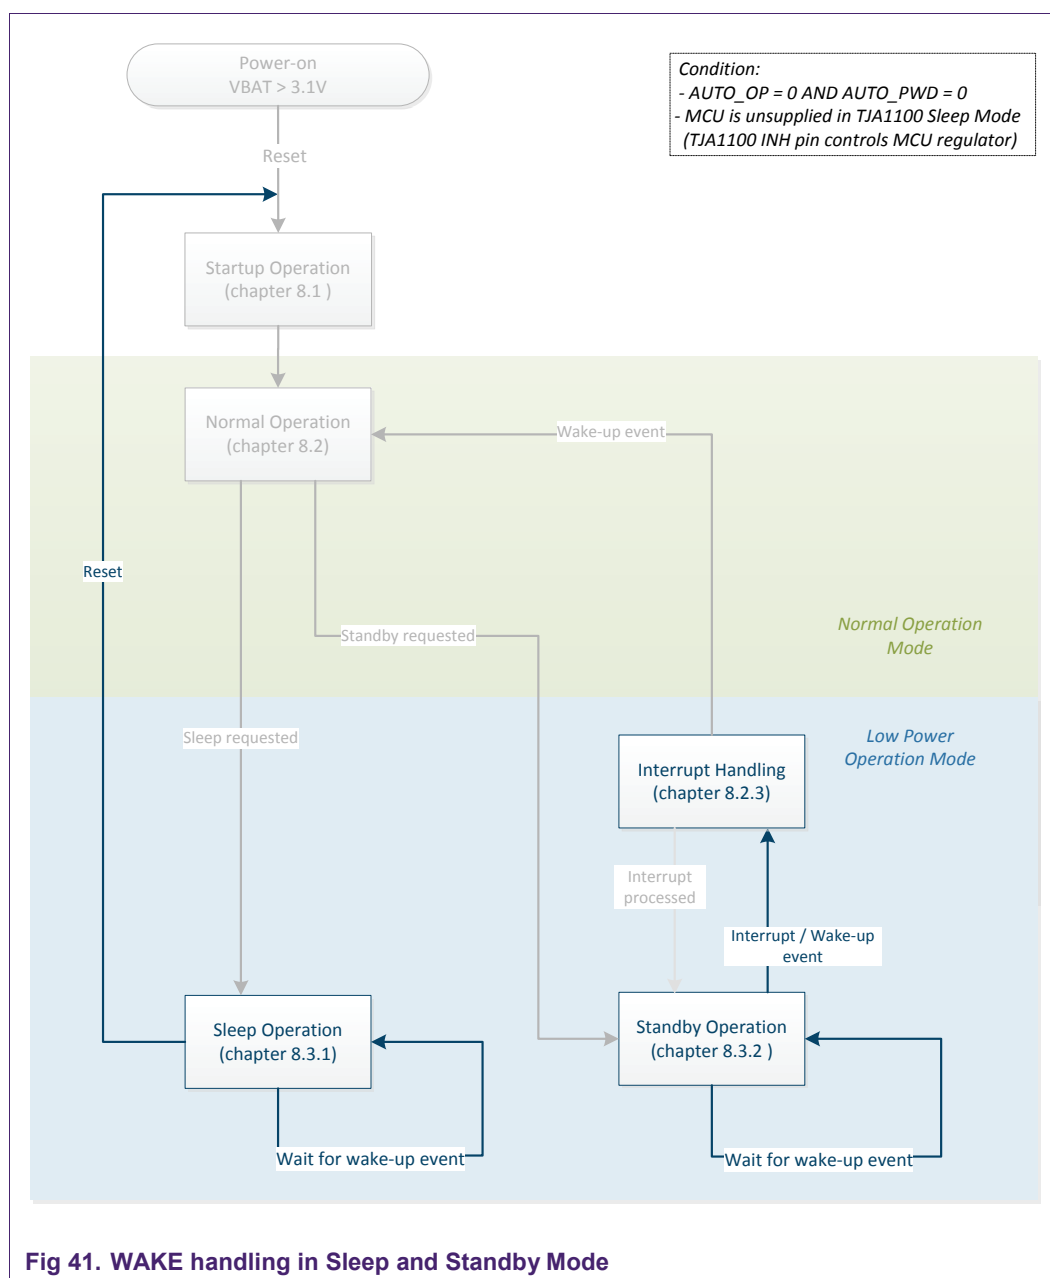 Power-on
VBAT > 3.1V
Condition:
- AUTO_OP = 0 AND AUTO_PWD = 0
- MCU is unsupplied in TJA1100 Sleep Mode
(TJA1100 INH pin controls MCU regulator)
Reset
Startup Operation
(chapter 8.1 )
Normal Operation
(chapter 8.2)
Wake-up event
Reset
Standby requested
Normal Operation
Mode
Sleep requested
Low Power
Operation Mode
Interrupt Handling
(chapter 8.2.3)
Interrupt
processed
Interrupt / Wake-up
event
Sleep Operation
(chapter 8.3.1)
Standby Operation
(chapter 8.3.2 )
Wait for wake-up event
Wait for wake-up event
Fig 41. WAKE handling in Sleep and Standby Mode